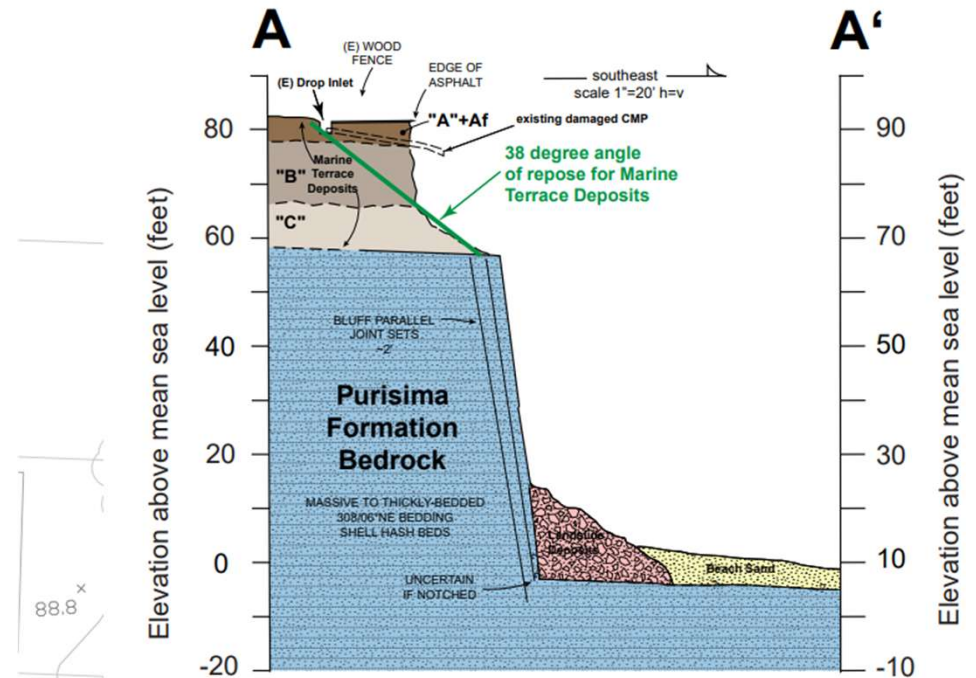 A
A‘
(E) WOOD
FENCE
(E) Drop Inlet
EDGE OF
ASPHALT
southeast
scale 1"=20' h=v
"A"+Af
existing damaged CMP
38 degree angle
of repose for Marine
Terrace Deposits
"B"
Marine
Terrace
Deposits
"C"
BLUFF PARALLEL
JOINT SETS
~2'
Purisima
Formation
Bedrock
MASSIVE TO THICKLY-BEDDED
308/06°NE BEDDING
SHELL HASH BEDS
UNCERTAIN
IF NOTCHED
Landslide
Deposits
Beach Sand
Elevation above mean sea level (feet)
80
60
40
20
0
-20
90
70
50
30
10
-10
Elevation above mean sea level (feet)
88.8